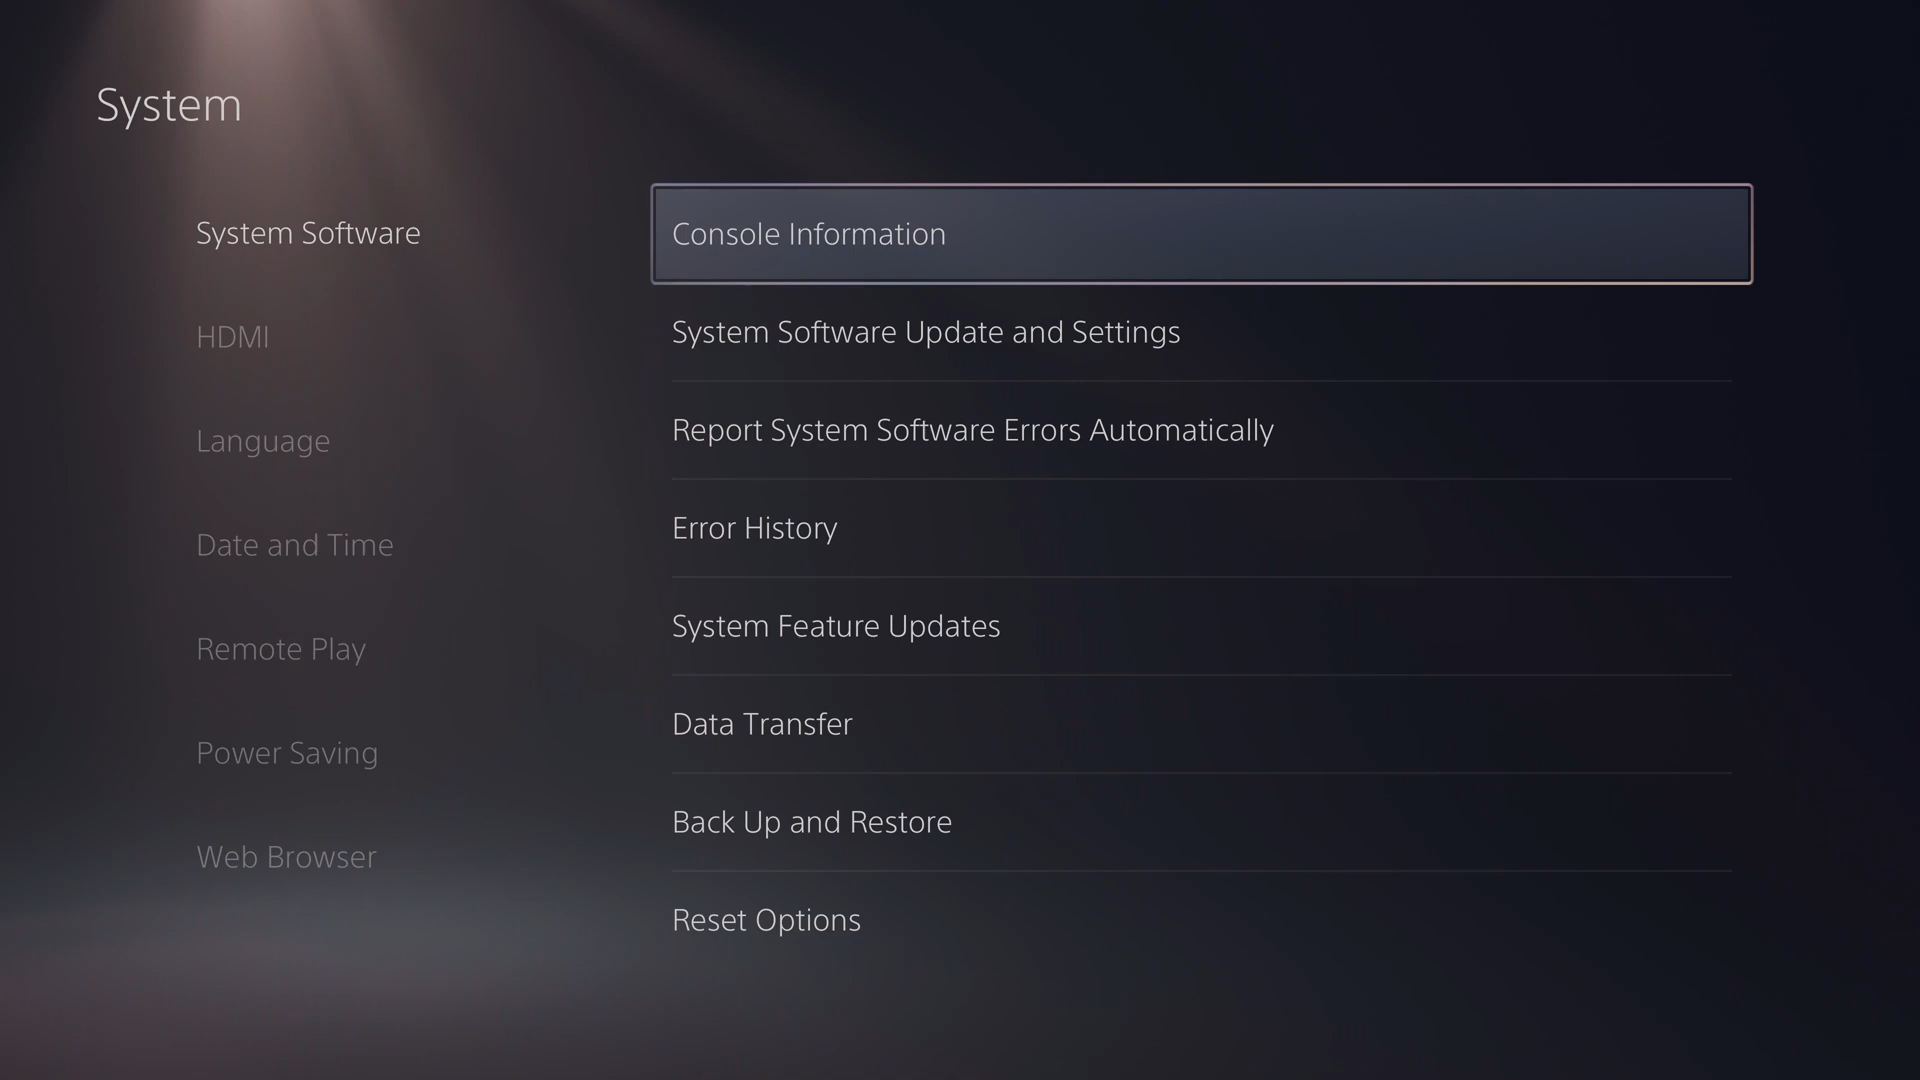 System
System Software
HDMI
Language
Date and Time
Remote Play
Power Saving
Web Browser
Console Information
System Software Update and Settings
Report System Software Errors Automatically
Error History
System Feature Updates
Data Transfer
Back Up and Restore
Reset Options